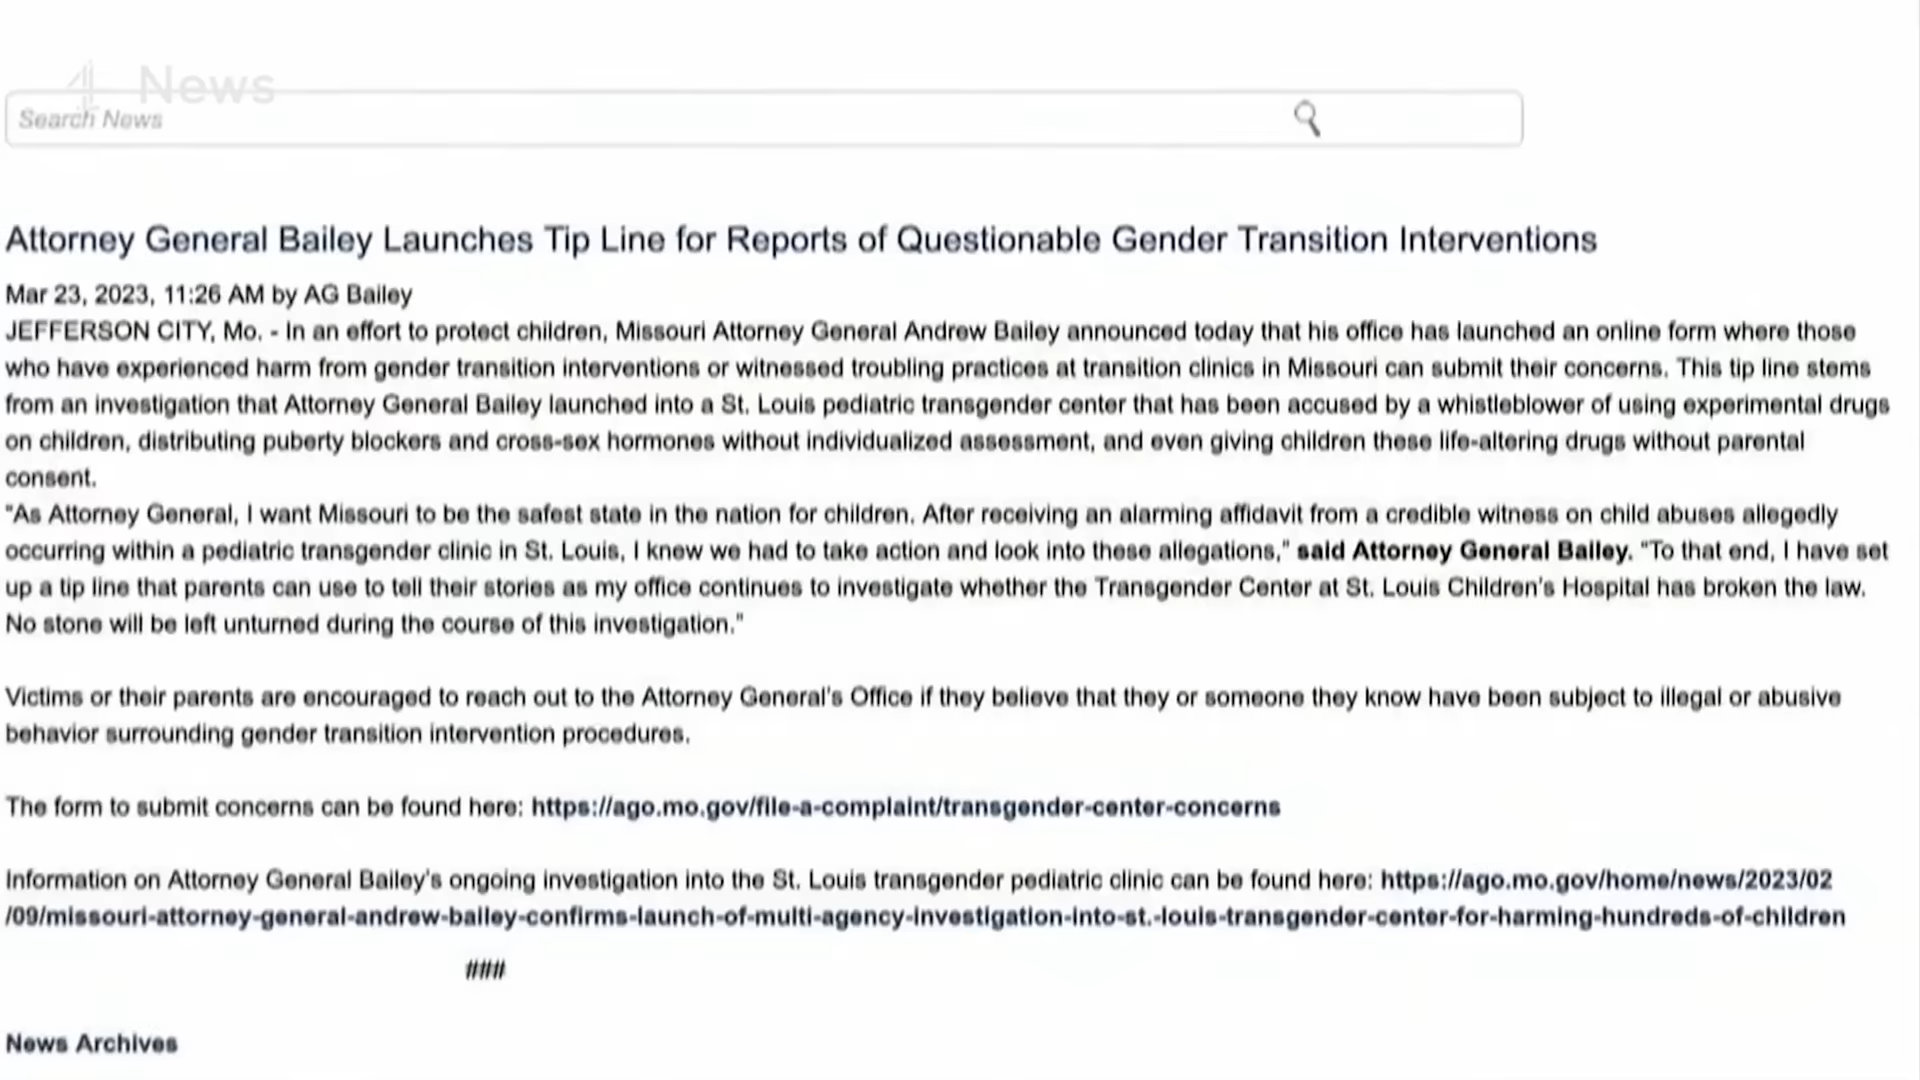 4 News
Search News
Attorney General Bailey Launches Tip Line for Reports of Questionable Gender Transition Interventions
Mar 23, 2023, 11:26 AM by AG Bailey
JEFFERSON CITY, Mo. - In an effort to protect children, Missouri Attorney General Andrew Bailey announced today that his office has launched an online form where those
who have experienced harm from gender transition interventions or witnessed troubling practices at transition clinics in Missouri can submit their concerns. This tip line stems
from an investigation that Attorney General Bailey launched into a St. Louis pediatric transgender center that has been accused by a whistleblower of using experimental drugs
on children, distributing puberty blockers and cross-sex hormones without individualized assessment, and even giving children these life-altering drugs without parental
consent.
"As Attorney General, I want Missouri to be the safest state in the nation for children. After receiving an alarming affidavit from a credible witness on child abuses allegedly
occurring within a pediatric transgender clinic in St. Louis, I knew we had to take action and look into these allegations," said Attorney General Bailey. "To that end, I have set
up a tip line that parents can use to tell their stories as my office continues to investigate whether the Transgender Center at St. Louis Children's Hospital has broken the law.
No stone will be left unturned during the course of this investigation."
Victims or their parents are encouraged to reach out to the Attorney General's Office if they believe that they or someone they know have been subject to illegal or abusive
behavior surrounding gender transition intervention procedures.
The form to submit concerns can be found here: https://ago.mo.gov/file-a-complaint/transgender-center-concerns
Information on Attorney General Bailey's ongoing investigation into the St. Louis transgender pediatric clinic can be found here: https://ago.mo.gov/home/news/2023/02
/09/missouri-attorney-general-andrew-bailey-confirms-launch-of-multi-agency-investigation-into-st.-louis-transgender-center-for-harming-hundreds-of-children
###
News Archives